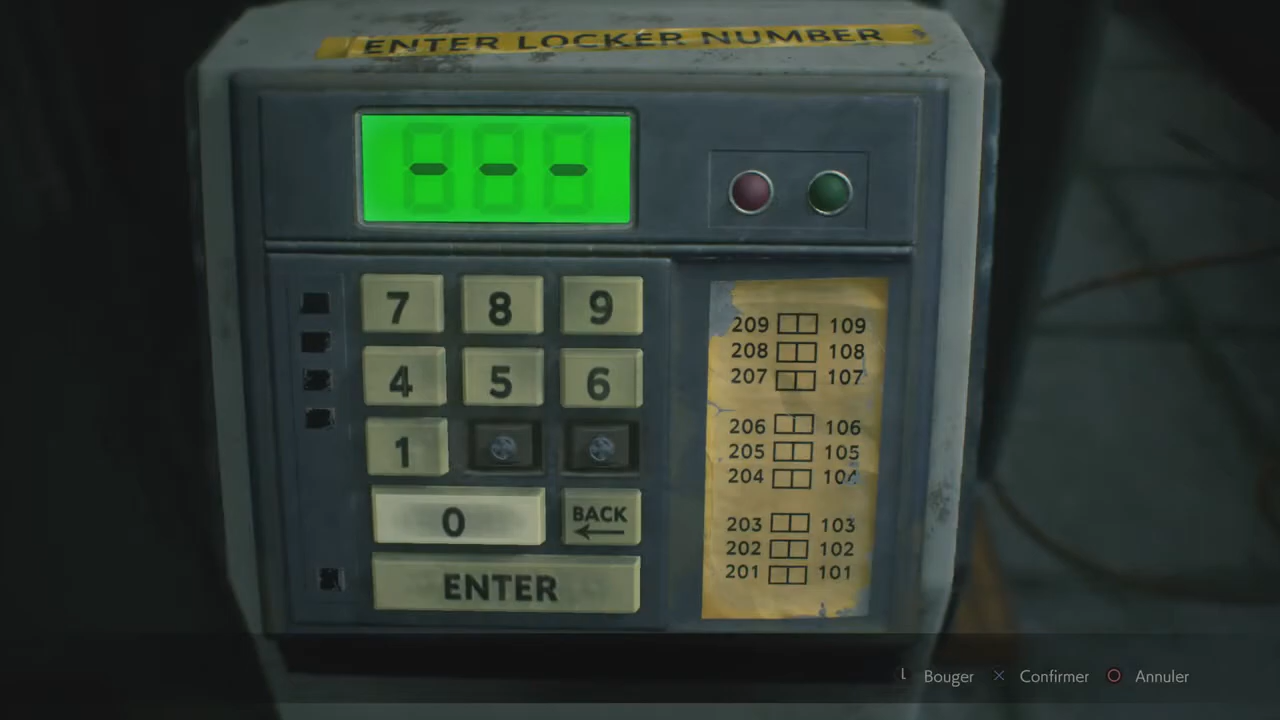 ENTER LOCKER NUMBER
- - -
7 8 9
4 5 6
1
0 BACK
ENTER
209 109
208 108
207 107
206 106
205 105
204 104
203 103
202 102
201 101
L Bouger X Confirmer O Annuler